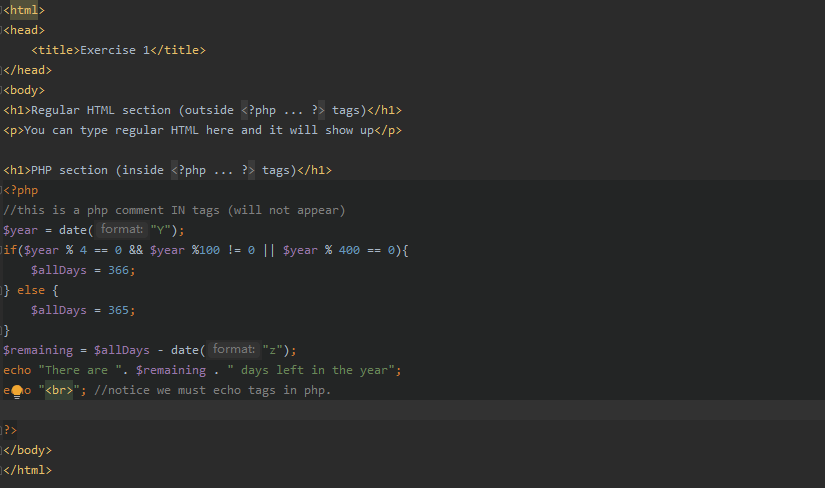 <html>
<head>
    <title>Exercise 1</title>
</head>
<body>
<h1>Regular HTML section (outside <?php ... ?> tags)</h1>
<p>You can type regular HTML here and it will show up</p>

<h1>PHP section (inside <?php ... ?> tags)</h1>
<?php
//this is a php comment IN tags (will not appear)
$year = date( format: "Y");
if($year % 4 == 0 && $year %100 != 0 || $year % 400 == 0){
    $allDays = 366;
} else {
    $allDays = 365;
}
$remaining = $allDays - date( format: "z");
echo "There are ". $remaining . " days left in the year";
echo "<br>"; //notice we must echo tags in php.

?>
</body>
</html>